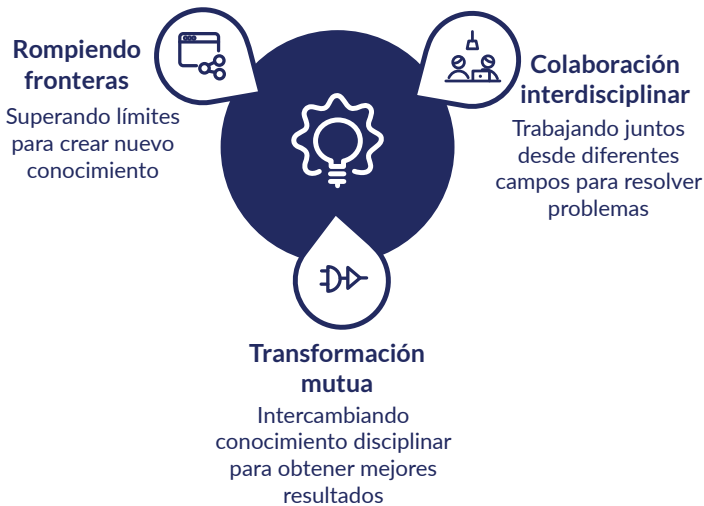 Rompiendo
fronteras
Superando límites
para crear nuevo
conocimiento
Colaboración
interdisciplinar
Trabajando juntos
desde diferentes
campos para resolver
problemas
Transformación
mutua
Intercambiando
conocimiento disciplinar
para obtener mejores
resultados